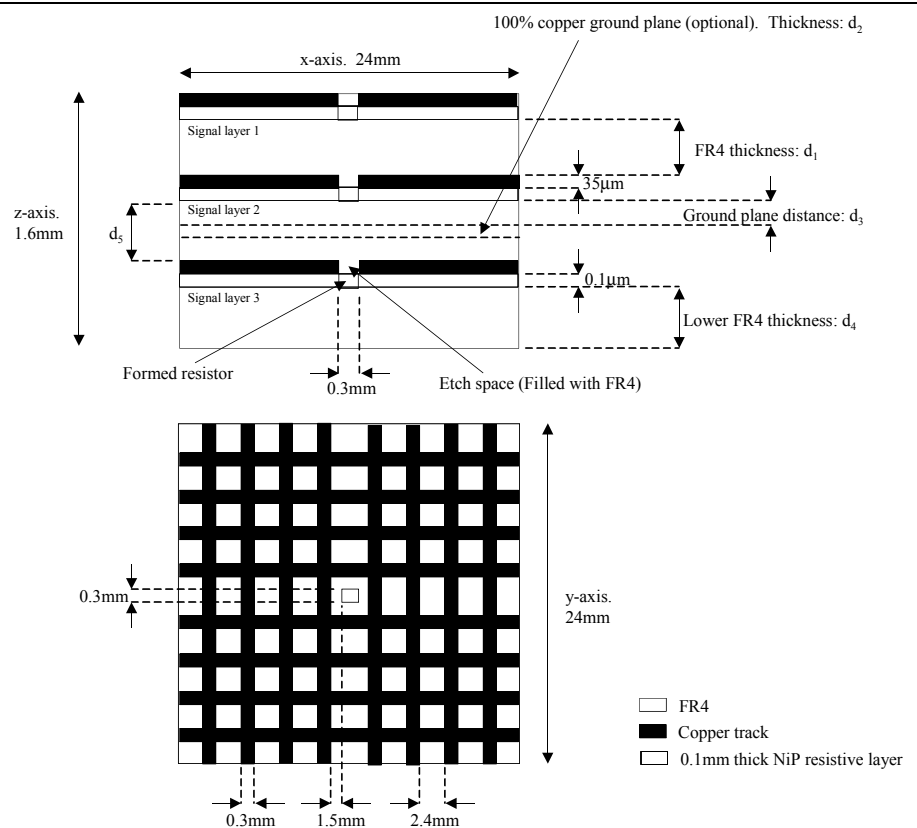 100% copper ground plane (optional).  Thickness: d2
x-axis.  24mm
Signal layer 1
FR4 thickness: d1
35μm
z-axis.
1.6mm
Signal layer 2
d5
Ground plane distance: d3
0.1μm
Signal layer 3
Lower FR4 thickness: d4
Formed resistor
0.3mm
Etch space (Filled with FR4)
0.3mm
y-axis.
24mm
FR4
Copper track
0.1mm thick NiP resistive layer
0.3mm
1.5mm
2.4mm